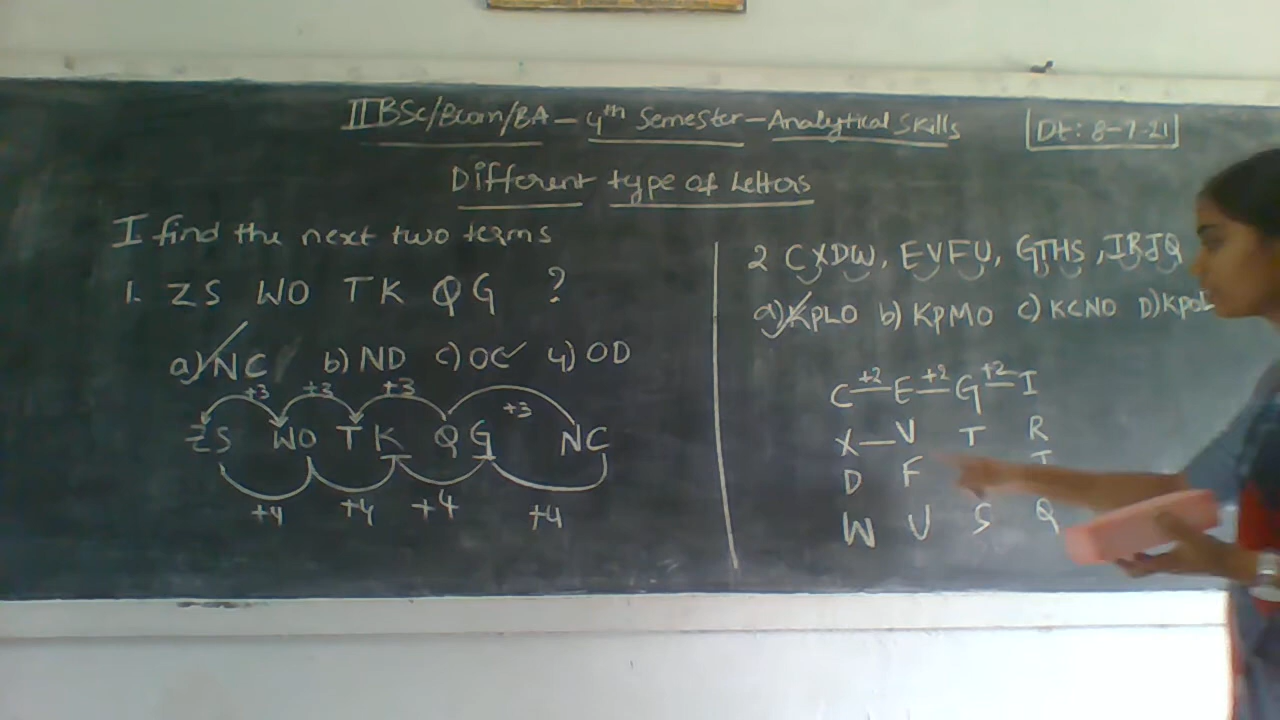 II BSc/Bcom/BA - 4th Semester - Analytical Skills
Dt: 8-7-21
Different type of Letters
I find the next two terms
1. ZS WO TK QG ?
a) NC b) ND c) OC 4) OD
+3 +3 +3 +3
ZS WO TK QG NC
+4 +4 +4 +4
2 CXDW, EVFU, GTHS, IRJQ
a) KPLO b) KPMO c) KCNO D) KPOL
C +2 E +2 G +2 I
X V T R
D F
W U S Q